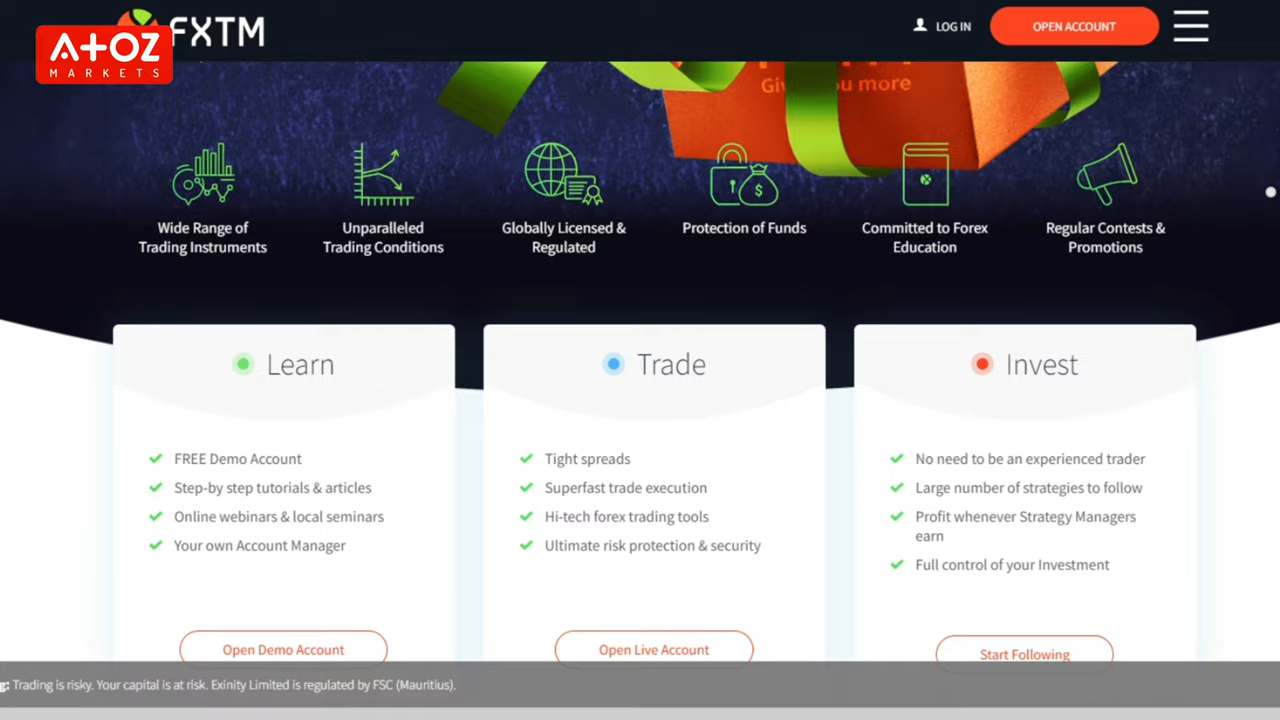 FXTM
A+OZ
MARKETS
LOG IN
OPEN ACCOUNT
Wide Range of
Trading Instruments
Unparalleled
Trading Conditions
Globally Licensed &
Regulated
Protection of Funds
Committed to Forex
Education
Regular Contests &
Promotions
Learn
FREE Demo Account
Step-by step tutorials & articles
Online webinars & local seminars
Your own Account Manager
Open Demo Account
Trade
Tight spreads
Superfast trade execution
Hi-tech forex trading tools
Ultimate risk protection & security
Open Live Account
Invest
No need to be an experienced trader
Large number of strategies to follow
Profit whenever Strategy Managers
earn
Full control of your Investment
Start Following
Trading is risky. Your capital is at risk. Exinity Limited is regulated by FSC (Mauritius).